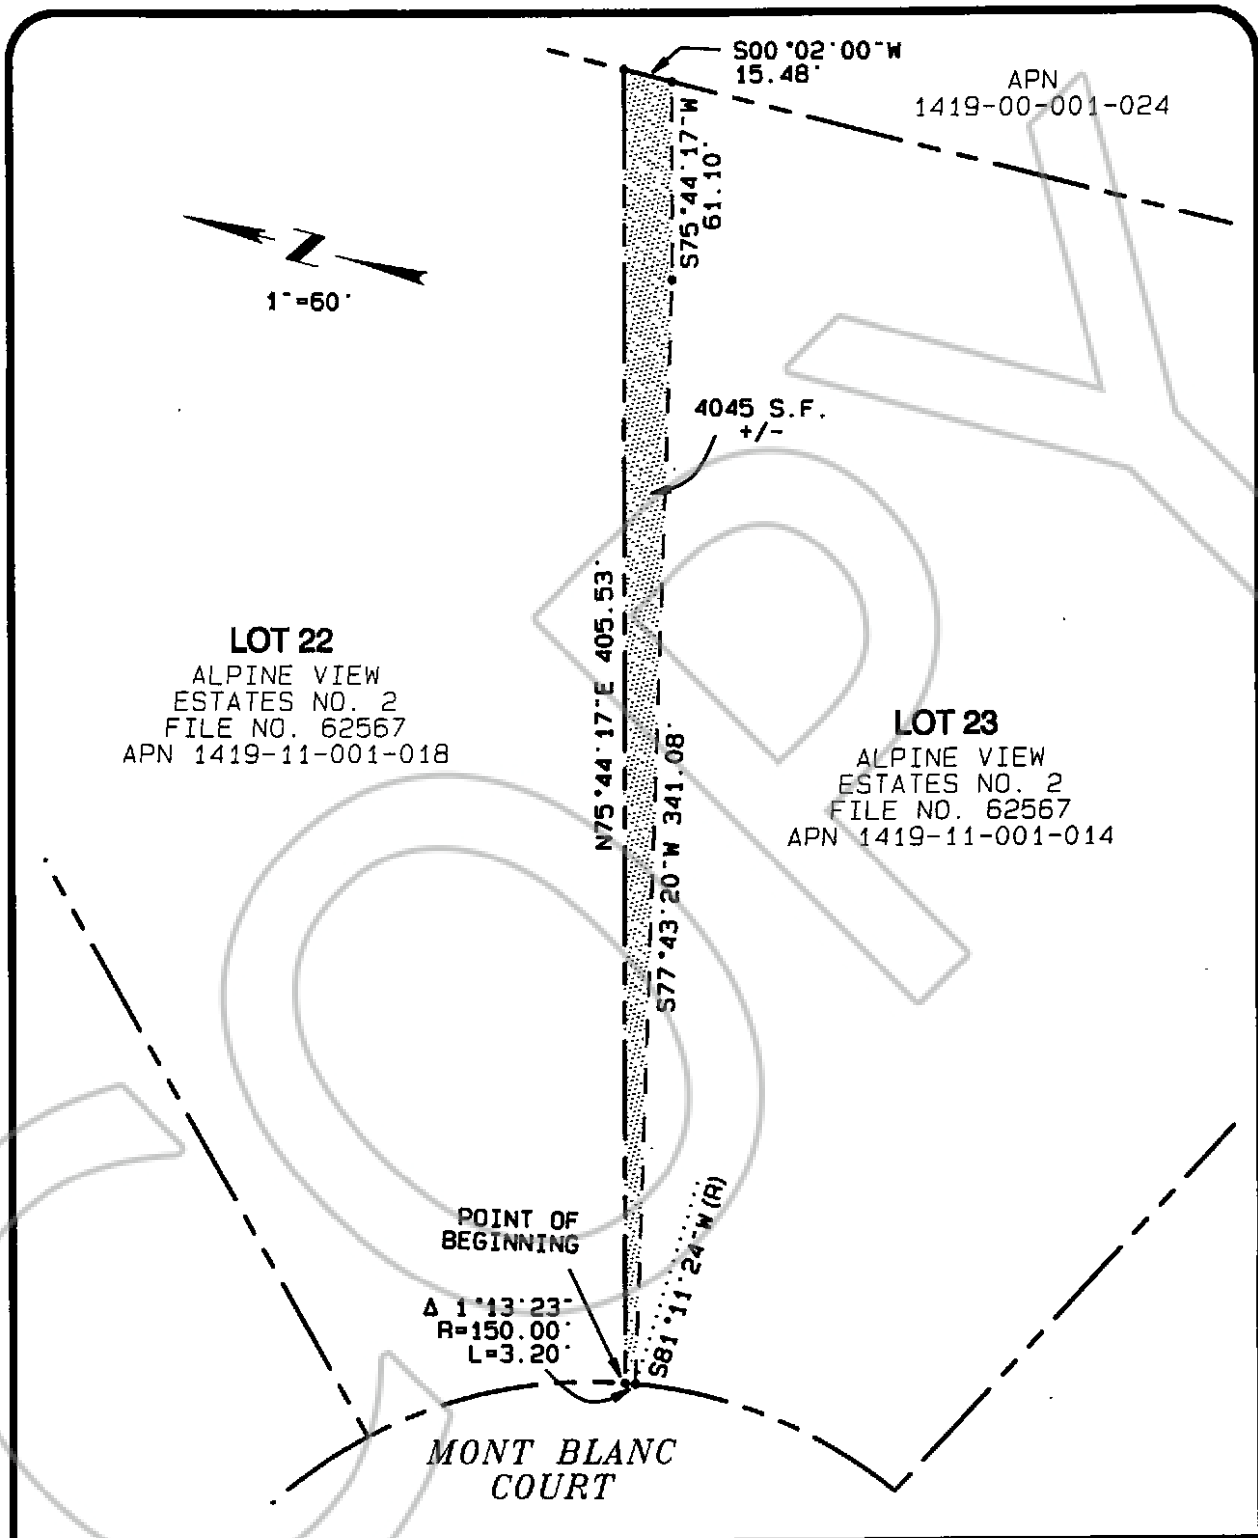 S00°02'00"W
15.48'
APN
1419-00-001-024
S75°44'17"W
61.10'
N
1"=60'
4045 S.F.
+/-
N75°44'17"E 405.53'
LOT 22
ALPINE VIEW
ESTATES NO. 2
FILE NO. 62567
APN 1419-11-001-018
S77°43'20"W 341.08'
LOT 23
ALPINE VIEW
ESTATES NO. 2
FILE NO. 62567
APN 1419-11-001-014
S81°11'24"W(R)
POINT OF
BEGINNING
Δ 1°13'23"
R=150.00'
L=3.20'
MONT BLANC
COURT
COPY